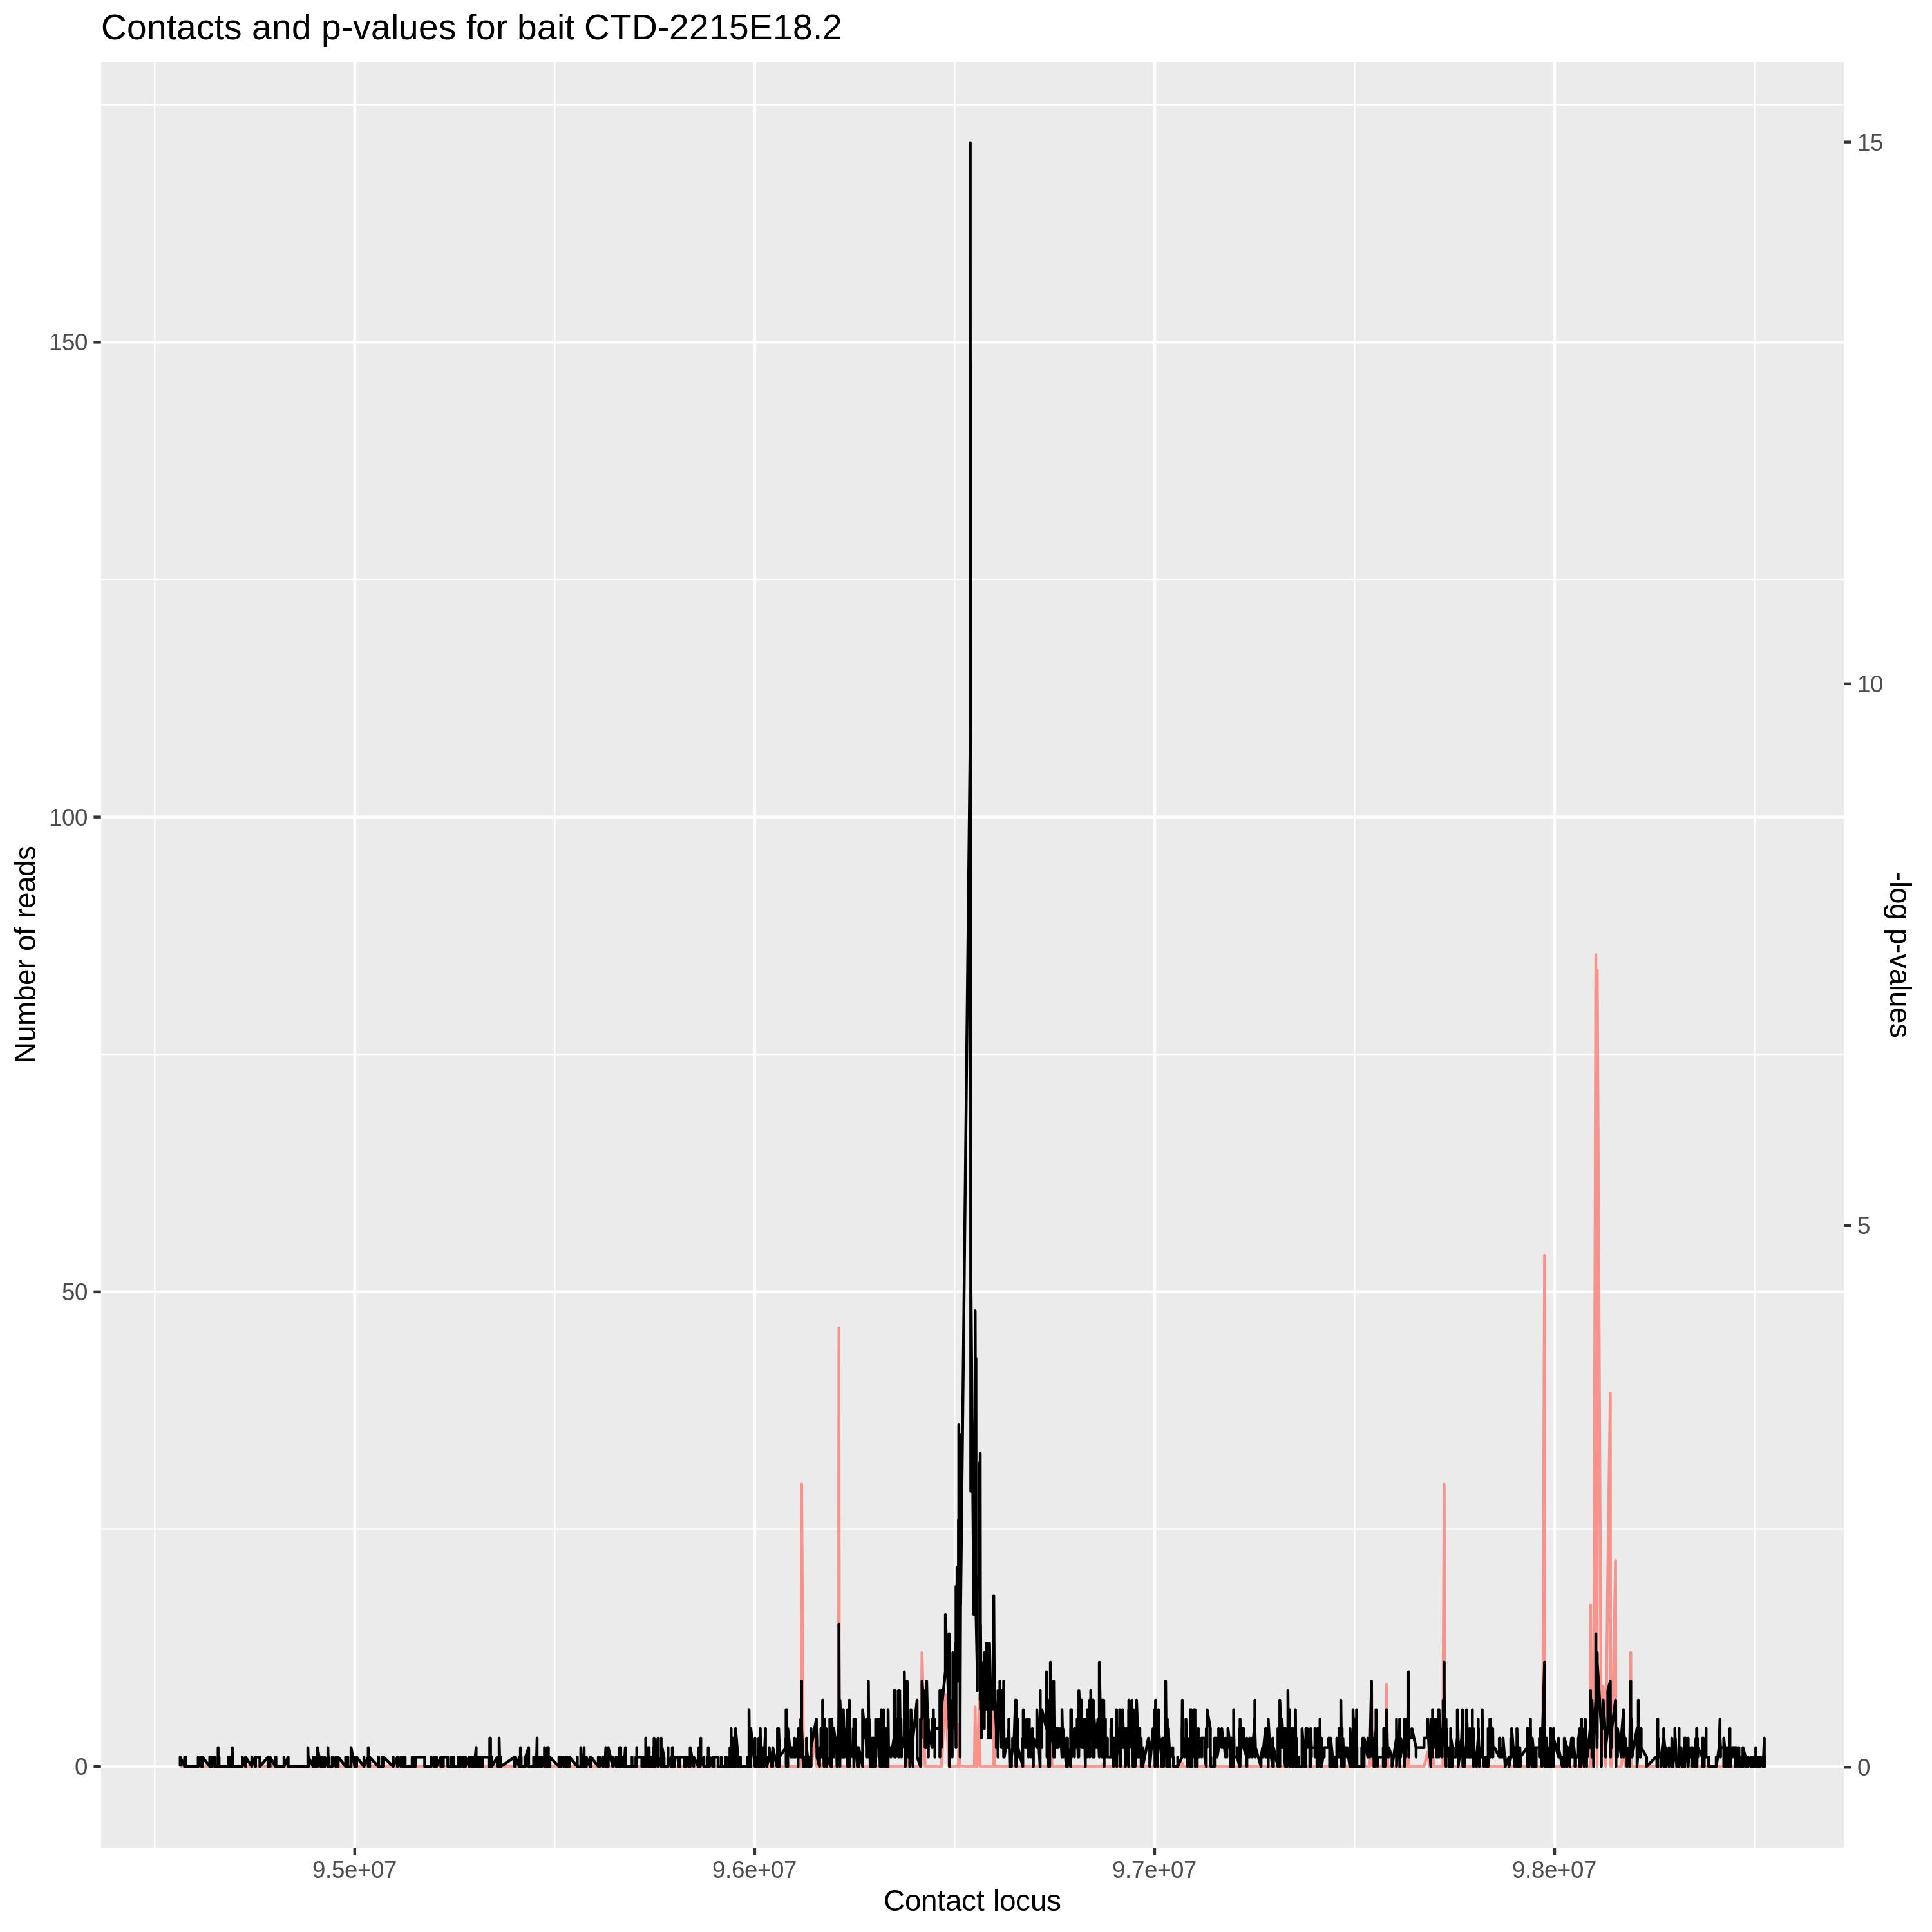 Contacts and p-values for bait CTD-2215E18.2
Number of reads
150
100
50
0
15
10
5
0
-log p-values
9.5e+07
9.6e+07
9.7e+07
9.8e+07
Contact locus